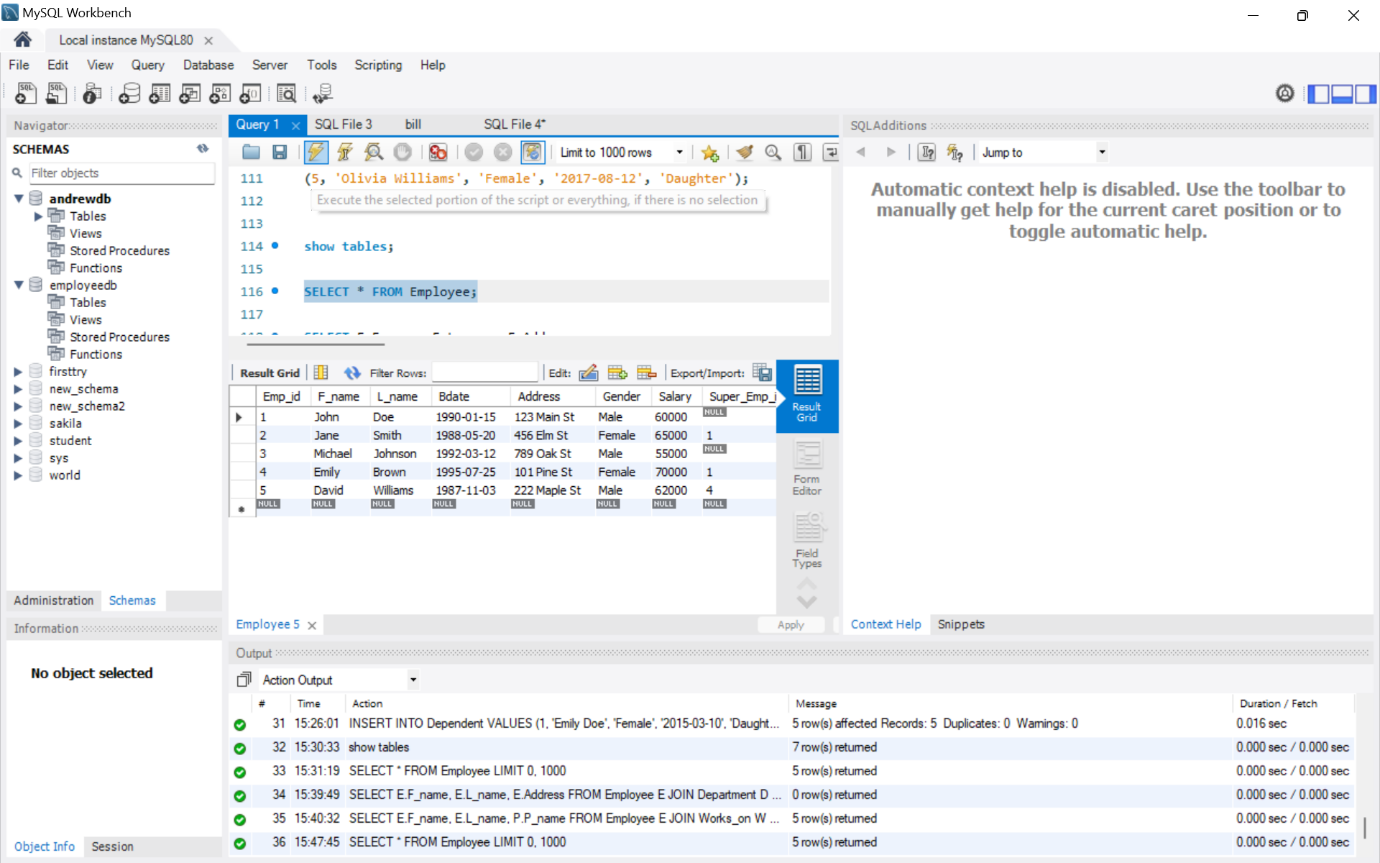 MySQL Workbench
Local instance MySQL80
File Edit View Query Database Server Tools Scripting Help
Navigator
SCHEMAS
Filter objects
andrewdb
Tables
Views
Stored Procedures
Functions
employeedb
Tables
Views
Stored Procedures
Functions
firsttry
new_schema
new_schema2
sakila
student
sys
world
Administration Schemas
Information
No object selected
Object Info Session
Query 1 SQL File 3 bill SQL File 4*
Limit to 1000 rows
111 (5, 'Olivia Williams', 'Female', '2017-08-12', 'Daughter');
112
Execute the selected portion of the script or everything, if there is no selection
113
114 show tables;
115
116 SELECT * FROM Employee;
117
Result Grid Filter Rows: Edit: Export/Import:
Emp_id F_name L_name Bdate Address Gender Salary Super_Emp_i
1 John Doe 1990-01-15 123 Main St Male 60000 NULL
2 Jane Smith 1988-05-20 456 Elm St Female 65000 1
3 Michael Johnson 1992-03-12 789 Oak St Male 55000 NULL
4 Emily Brown 1995-07-25 101 Pine St Female 70000 1
5 David Williams 1987-11-03 222 Maple St Male 62000 4
NULL NULL NULL NULL NULL NULL NULL NULL
Result
Grid
Form
Editor
Field
Types
Employee 5 Apply
SQLAdditions
Jump to
Automatic context help is disabled. Use the toolbar to
manually get help for the current caret position or to
toggle automatic help.
Context Help Snippets
Output
Action Output
# Time Action Message Duration / Fetch
31 15:26:01 INSERT INTO Dependent VALUES (1, 'Emily Doe', 'Female', '2015-03-10', 'Daught... 5 row(s) affected Records: 5 Duplicates: 0 Warnings: 0 0.016 sec
32 15:30:33 show tables 7 row(s) returned 0.000 sec / 0.000 sec
33 15:31:19 SELECT * FROM Employee LIMIT 0, 1000 5 row(s) returned 0.000 sec / 0.000 sec
34 15:39:49 SELECT E.F_name, E.L_name, E.Address FROM Employee E JOIN Department D ... 0 row(s) returned 0.000 sec / 0.000 sec
35 15:40:32 SELECT E.F_name, E.L_name, P.P_name FROM Employee E JOIN Works_on W ... 5 row(s) returned 0.000 sec / 0.000 sec
36 15:47:45 SELECT * FROM Employee LIMIT 0, 1000 5 row(s) returned 0.000 sec / 0.000 sec